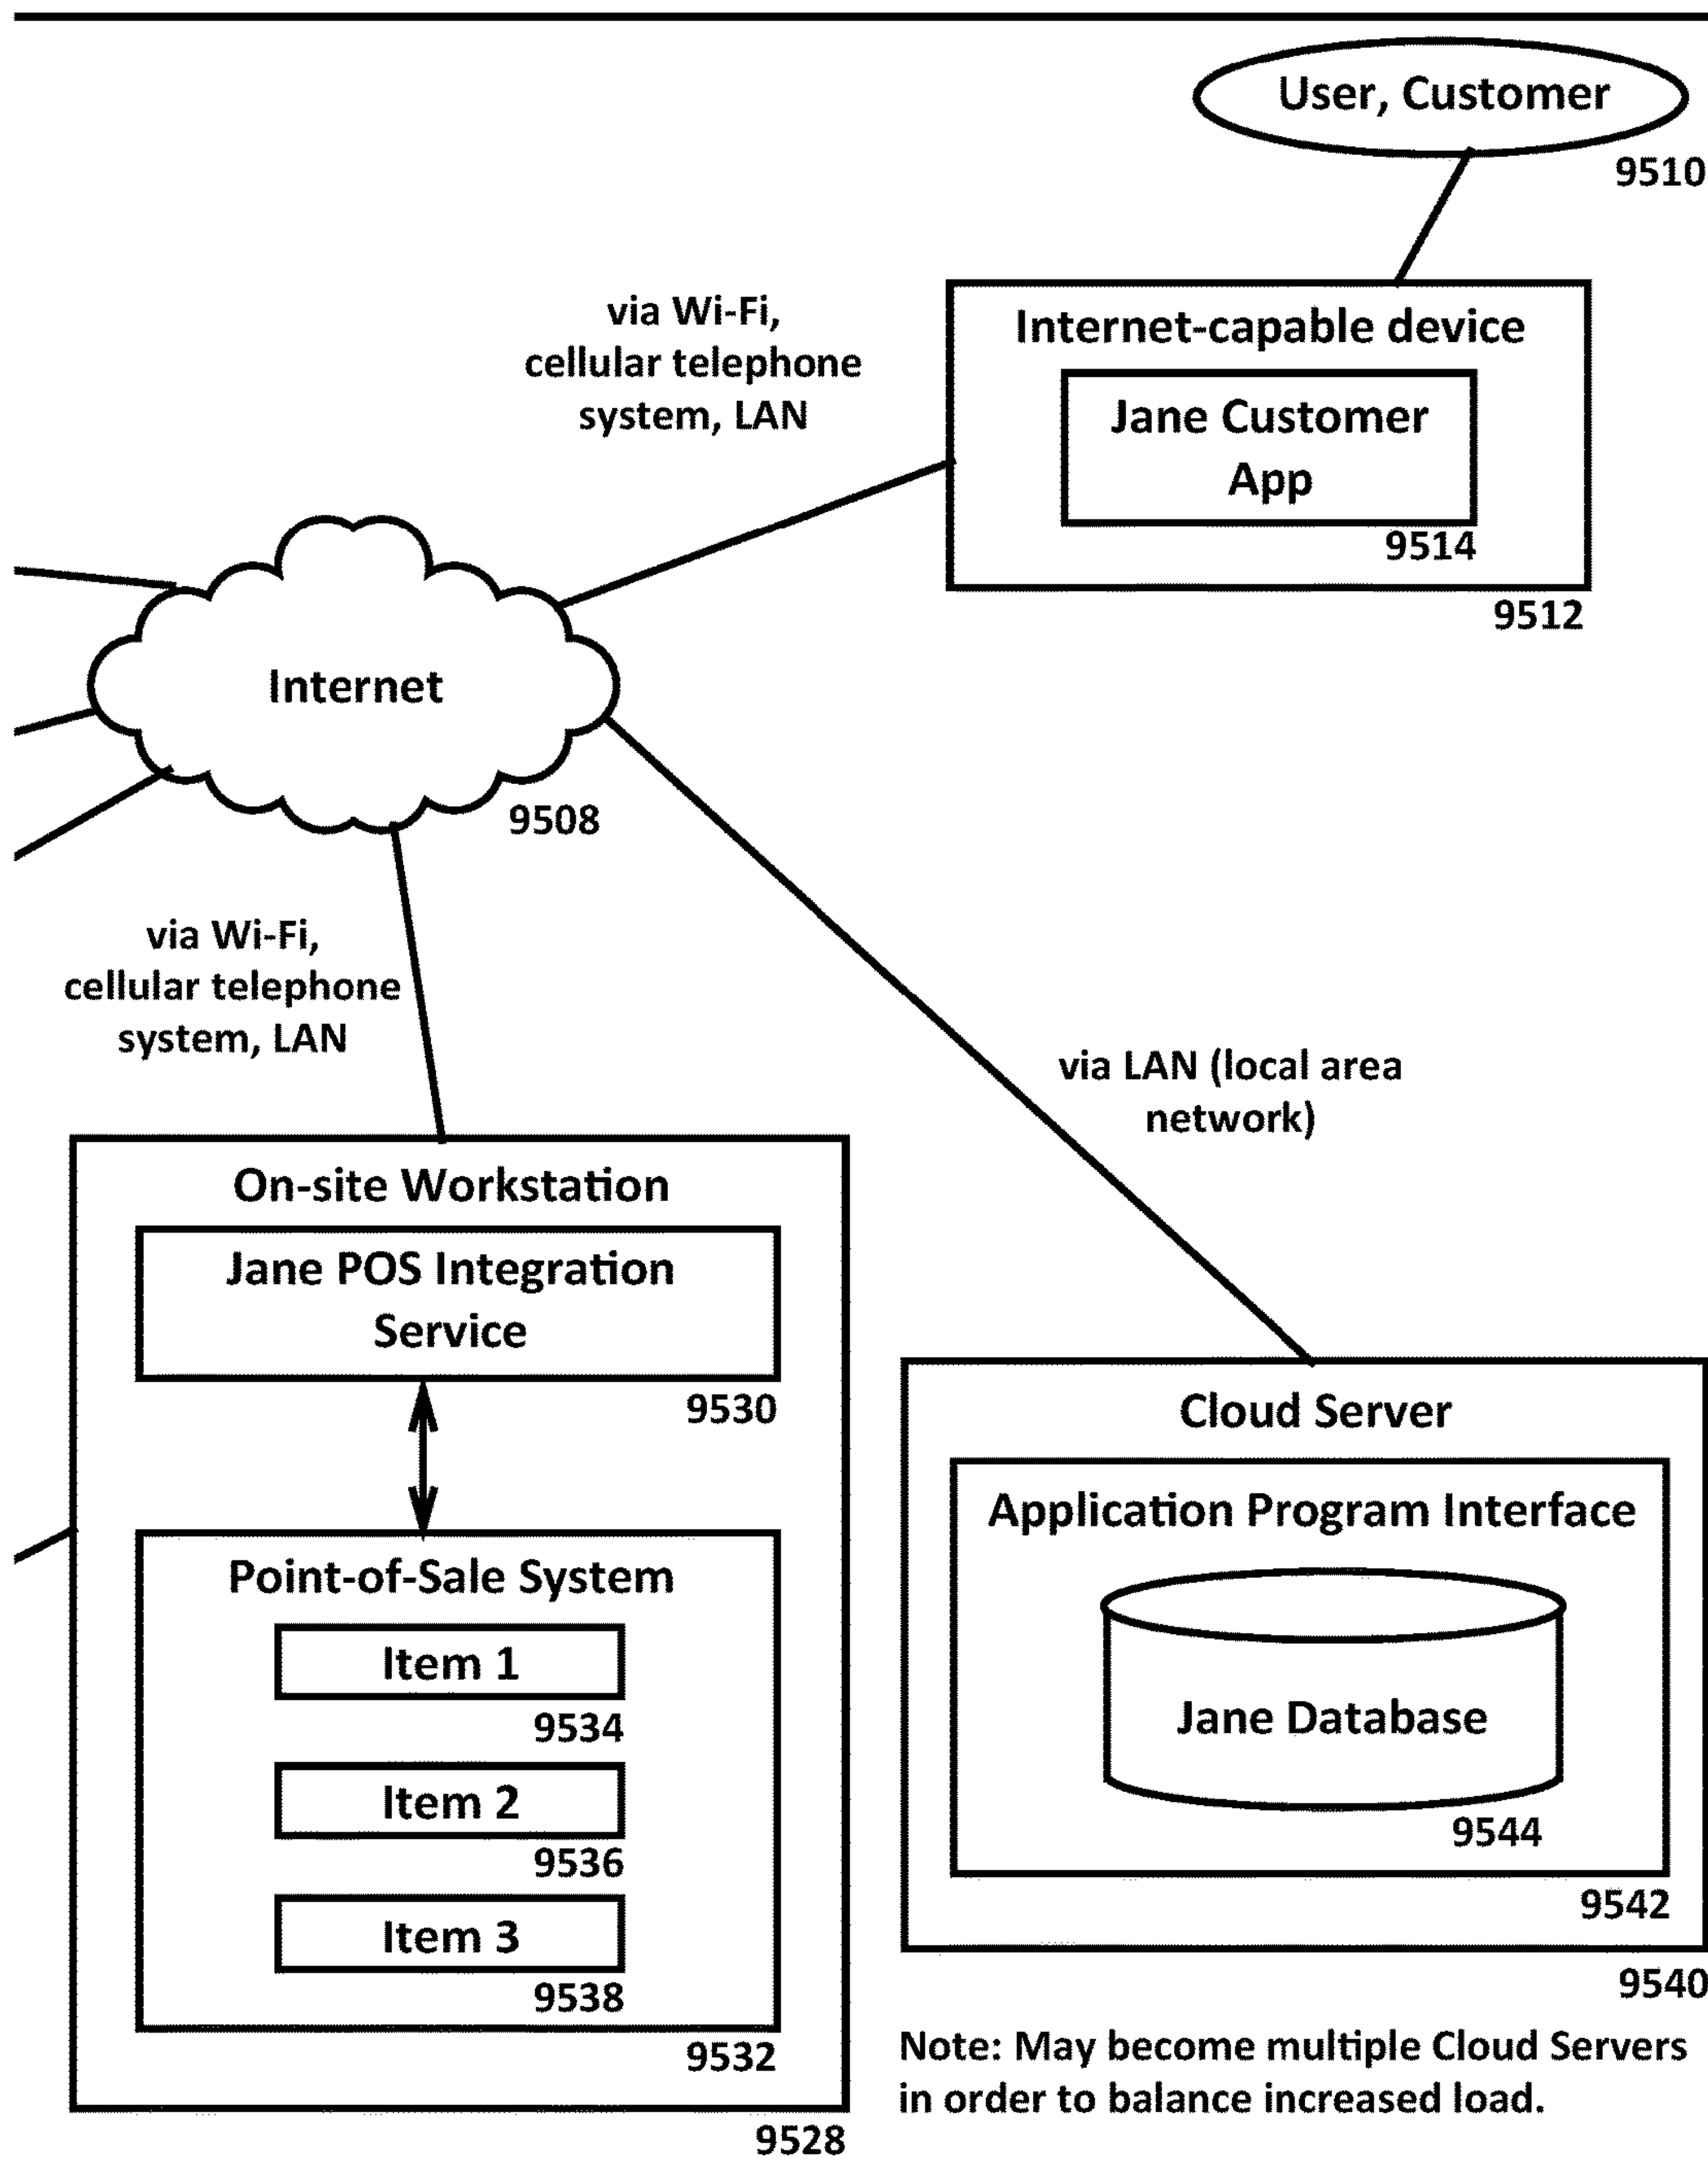 User, Customer
9510
via Wi-Fi,
cellular telephone
system, LAN
Internet-capable device
Jane Customer
App
9514
9512
Internet
9508
via Wi-Fi,
cellular telephone
system, LAN
via LAN (local area
network)
On-site Workstation
Jane POS Integration
Service
9530
Point-of-Sale System
Item 1
9534
Item 2
9536
Item 3
9538
9532
9528
Cloud Server
Application Program Interface
Jane Database
9544
9542
9540
Note: May become multiple Cloud Servers
in order to balance increased load.